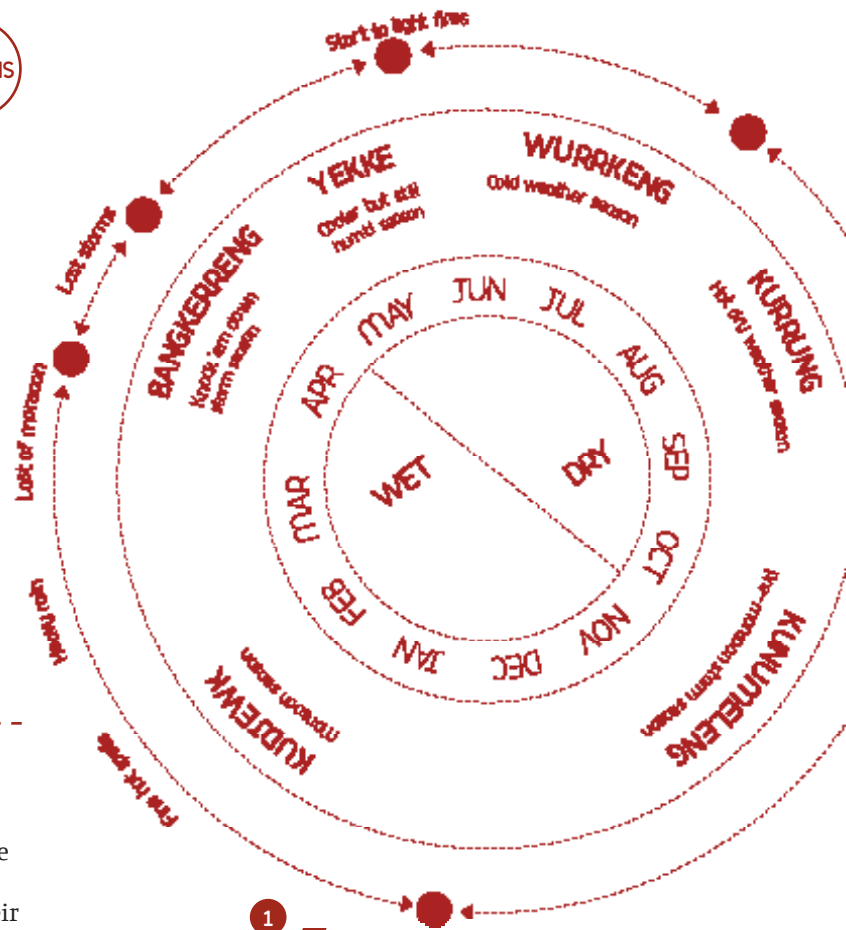 Start to light fires
YEKKE
Cooler but still
humid season
WURRKENG
Cold weather season
Last storms
BANGKERRENG
Knock 'em down
storm season
KURRUNG
Hot dry weather season
MAY
JUN
JUL
APR
AUG
WET
DRY
SEP
MAR
OCT
FEB
NOV
JAN
DEC
Last of monsoon
Heavy rain
Fine hot spells
KUDJEWK
monsoon season
KUNUMELENG
Pre-monsoon storm season
1